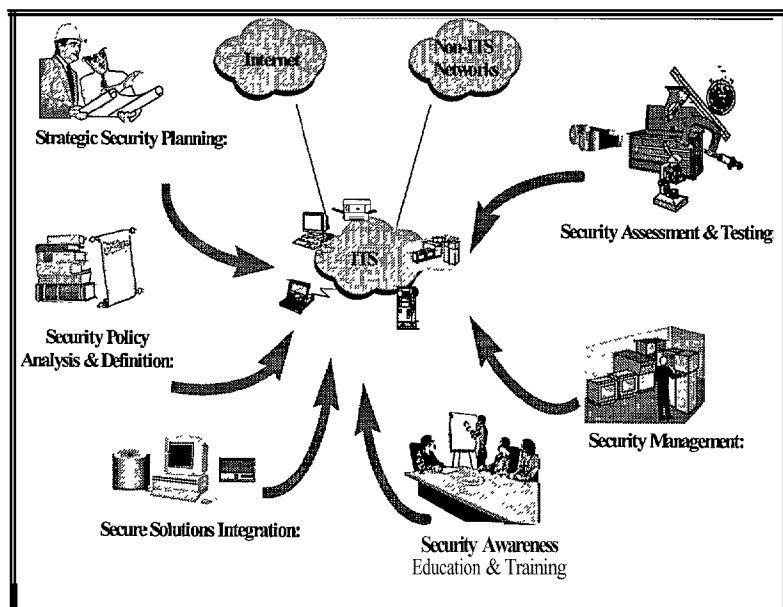 Internet
Non-ITS
Networks
Strategic Security Planning:
ITS
Security Assessment & Testing
Security Policy
Analysis & Definition:
Security Management:
Secure Solutions Integration:
Security Awareness
Education & Training